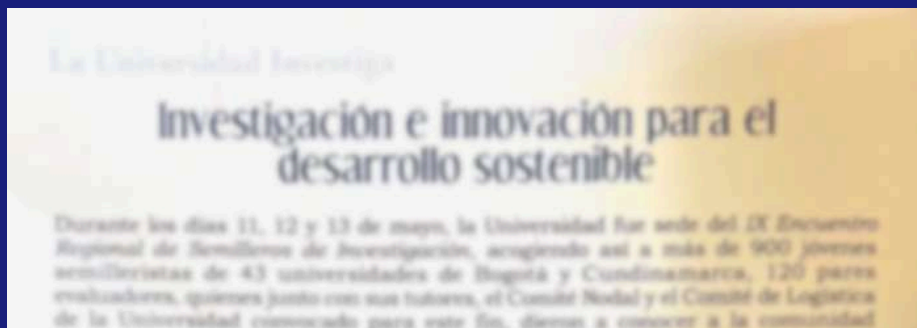 La Universidad Investiga
Investigación e innovación para el
desarrollo sostenible
Durante los días 11, 12 y 13 de mayo, la Universidad fue sede del IX Encuentro
Regional de Semilleros de Investigación, acogiendo así a más de 900 jóvenes
semilleristas de 43 universidades de Bogotá y Cundinamarca, 120 pares
evaluadores, quienes junto con sus tutores, el Comité Nodal y el Comité de Logística
de la Universidad convocado para este fin, dieron a conocer a la comunidad